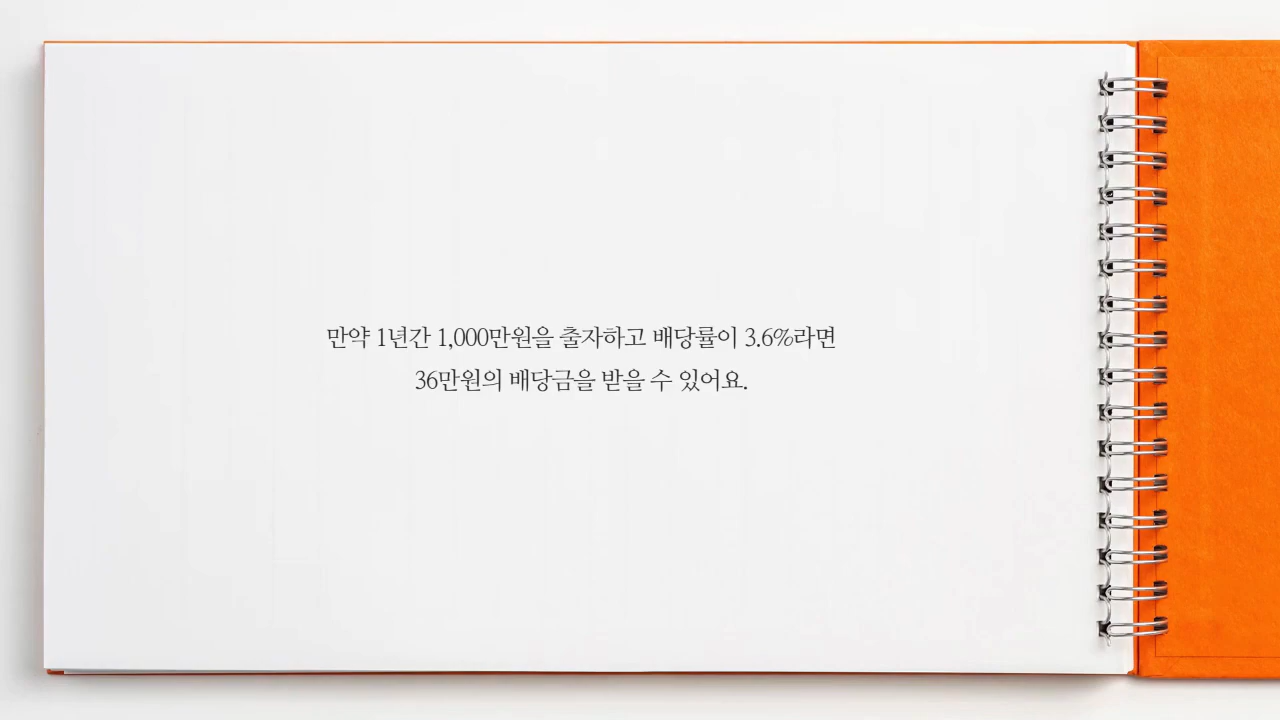 만약 1년간 1,000만원을 출자하고 배당률이 3.6%라면
36만원의 배당금을 받을 수 있어요.